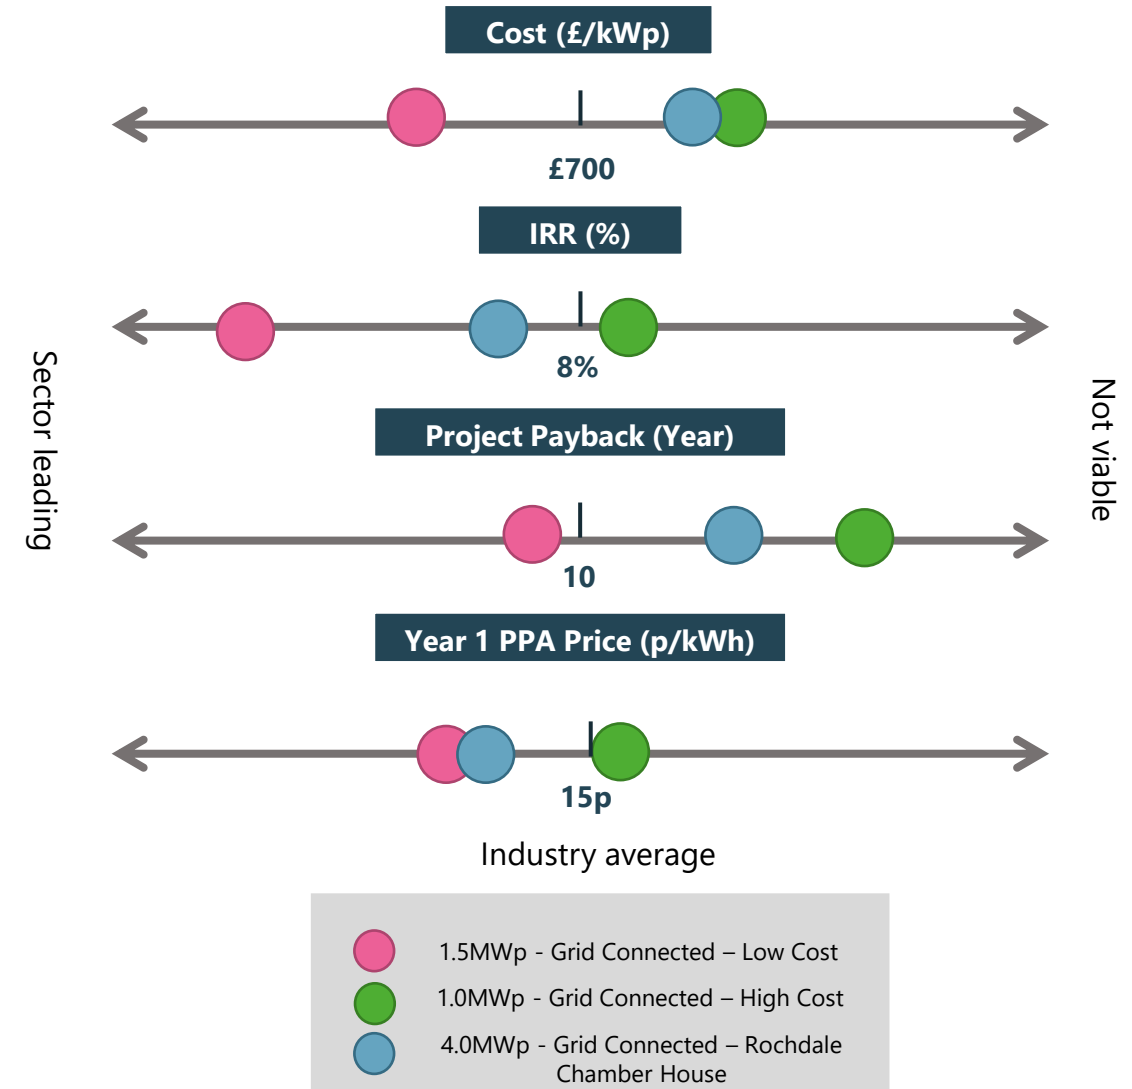 Cost (£/kWp)
£700
IRR (%)
8%
Sector leading
Not viable
Project Payback (Year)
10
Year 1 PPA Price (p/kWh)
15p
Industry average
1.5MWp - Grid Connected – Low Cost
1.0MWp - Grid Connected – High Cost
4.0MWp - Grid Connected – Rochdale
Chamber House